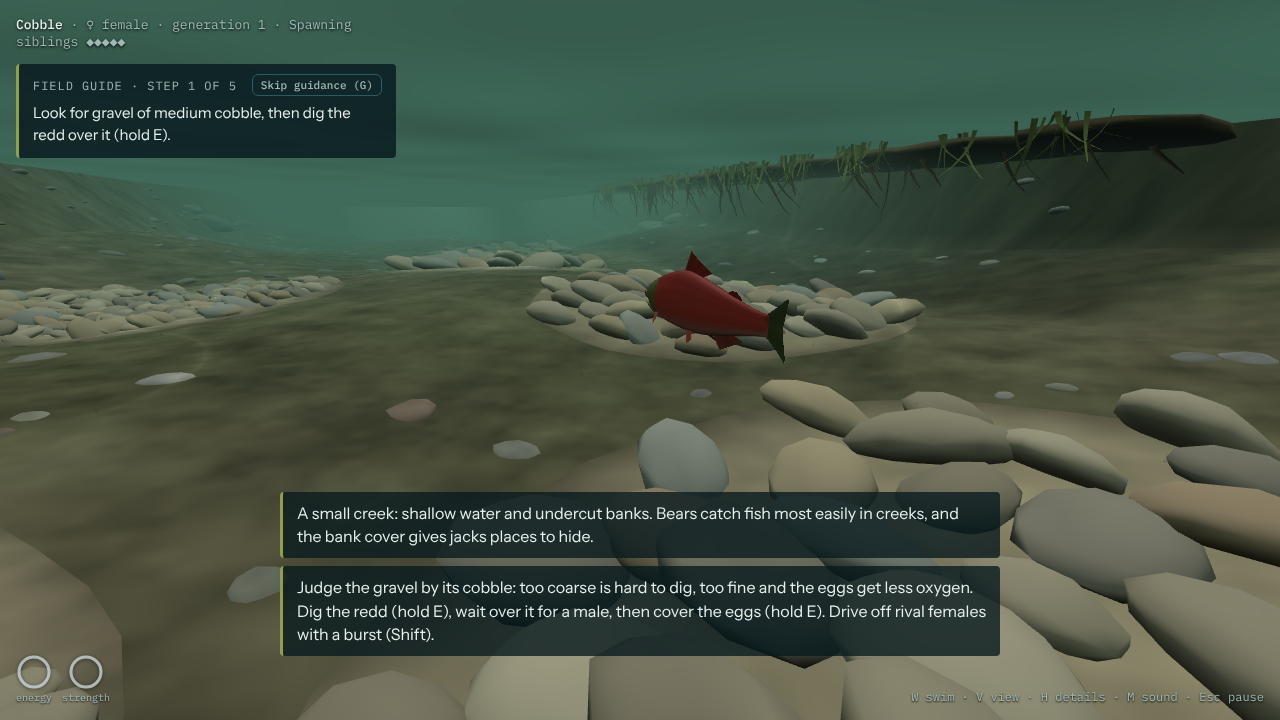 Cobble · ♀ female · generation 1 · Spawning
siblings ◆◆◆◆◆
FIELD GUIDE · STEP 1 OF 5
Skip guidance (G)
Look for gravel of medium cobble, then dig the
redd over it (hold E).
A small creek: shallow water and undercut banks. Bears catch fish most easily in creeks, and
the bank cover gives jacks places to hide.
Judge the gravel by its cobble: too coarse is hard to dig, too fine and the eggs get less oxygen.
Dig the redd (hold E), wait over it for a male, then cover the eggs (hold E). Drive off rival females
with a burst (Shift).
energy strength
W swim · V view · H details · M sound · Esc pause